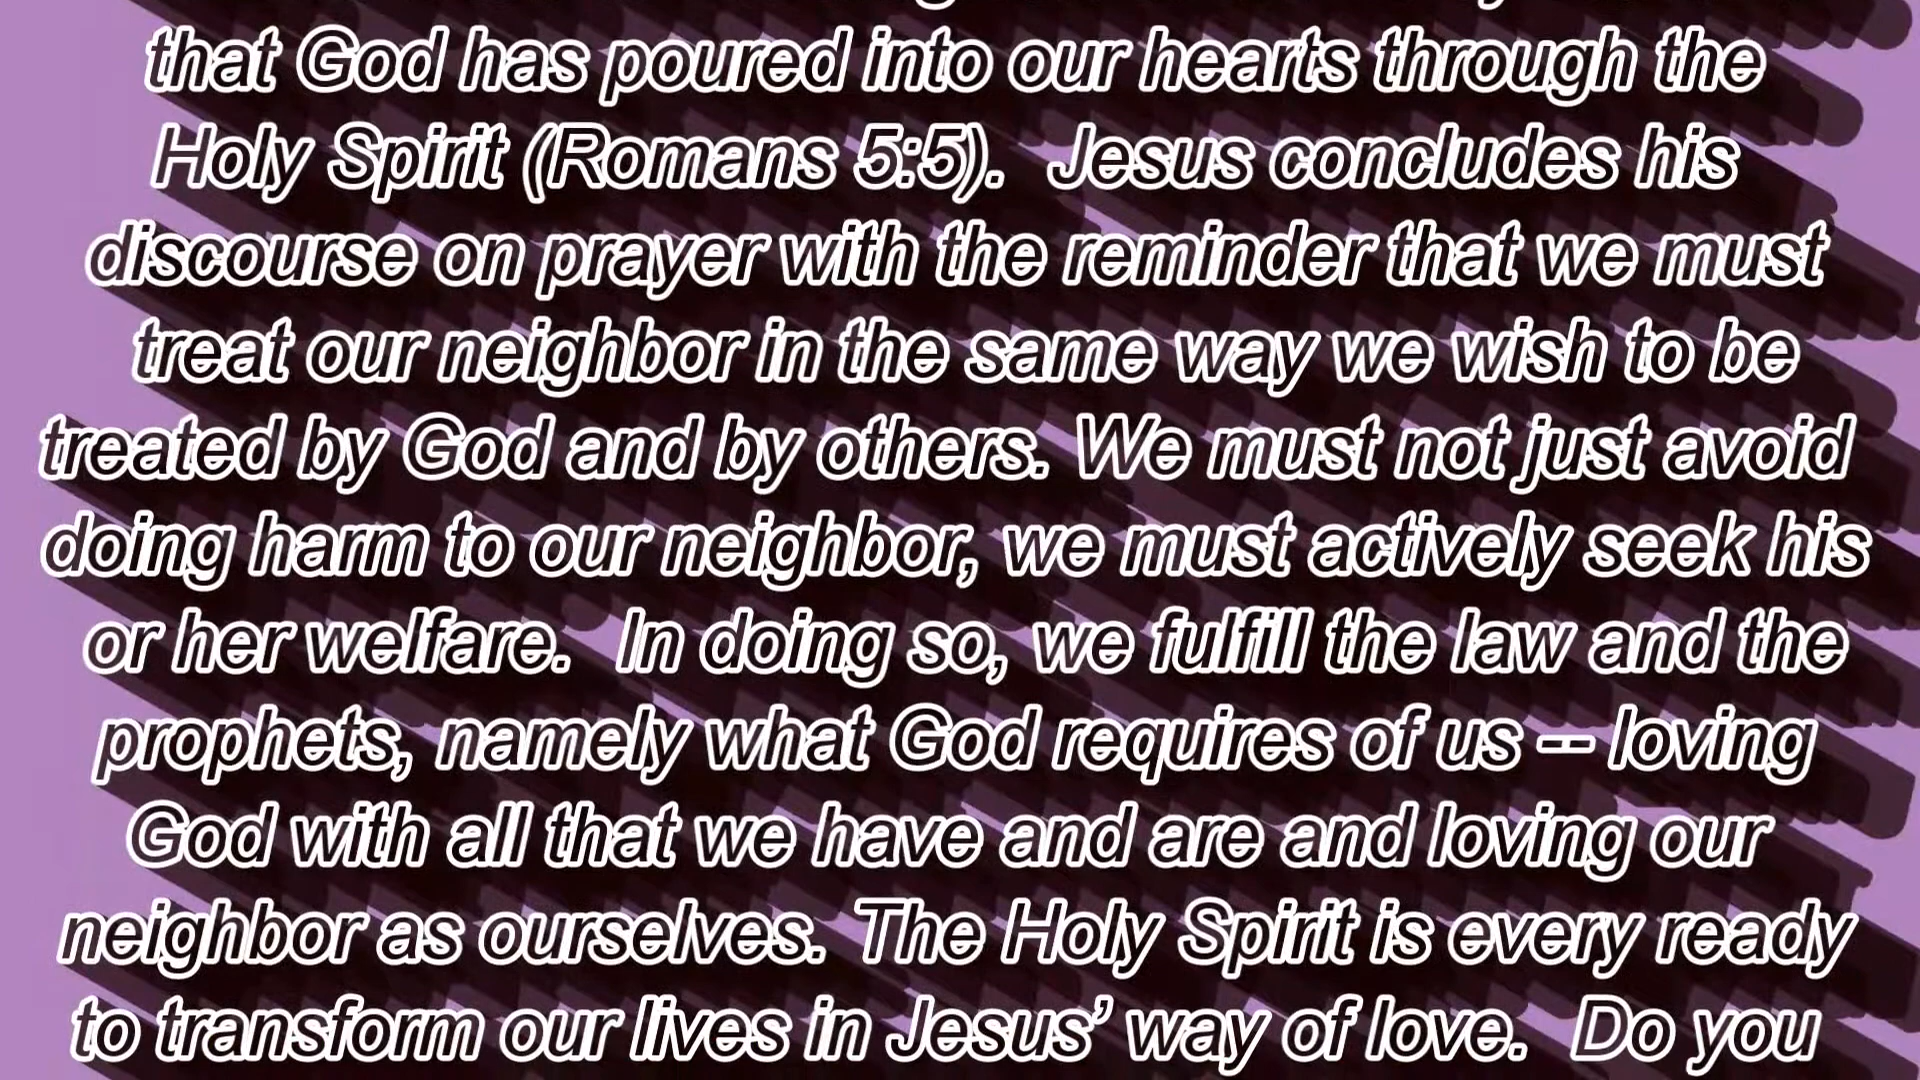 that God has poured into our hearts through the
Holy Spirit (Romans 5:5).  Jesus concludes his
discourse on prayer with the reminder that we must
treat our neighbor in the same way we wish to be
treated by God and by others. We must not just avoid
doing harm to our neighbor, we must actively seek his
or her welfare.  In doing so, we fulfill the law and the
prophets, namely what God requires of us -- loving
God with all that we have and are and loving our
neighbor as ourselves. The Holy Spirit is every ready
to transform our lives in Jesus’ way of love.  Do you